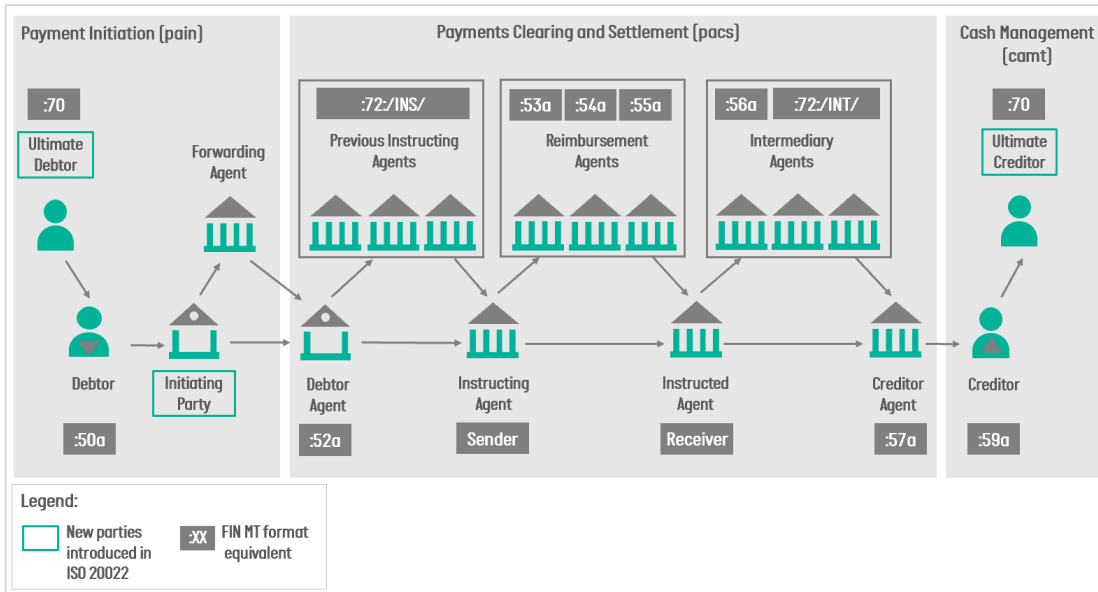 Payment Initiation (pain)
Payments Clearing and Settlement (pacs)
Cash Management
(camt)
:70
:72:/INS/
:53a
:54a
:55a
:56a
:72:/INT/
:70
Ultimate
Debtor
Forwarding
Agent
Previous Instructing
Agents
Reimbursement
Agents
Intermediary
Agents
Ultimate
Creditor
Debtor
Initiating
Party
Debtor
Agent
Instructing
Agent
Instructed
Agent
Creditor
Agent
Creditor
:50a
:52a
Sender
Receiver
:57a
:59a
Legend:
New parties
introduced in
ISO 20022
:XX
FIN MT format
equivalent